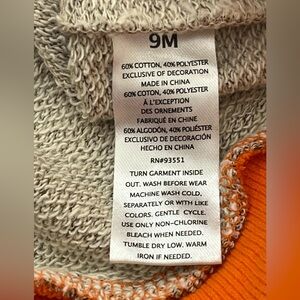 9M
60% COTTON, 40% POLYESTER
EXCLUSIVE OF DECORATION
MADE IN CHINA
60% COTON, 40% POLYESTER
À L'EXCEPTION
DES ORNEMENTS
FABRIQUÉ EN CHINE
60% ALGODÓN, 40% POLIÉSTER
EXCLUSIVO DE DECORACIÓN
HECHO EN CHINA
RN#93551
TURN GARMENT INSIDE
OUT. WASH BEFORE WEAR
MACHINE WASH COLD,
SEPARATELY OR WITH LIKE
COLORS. GENTLE CYCLE.
USE ONLY NON-CHLORINE
BLEACH WHEN NEEDED.
TUMBLE DRY LOW, WARM
IRON IF NEEDED.